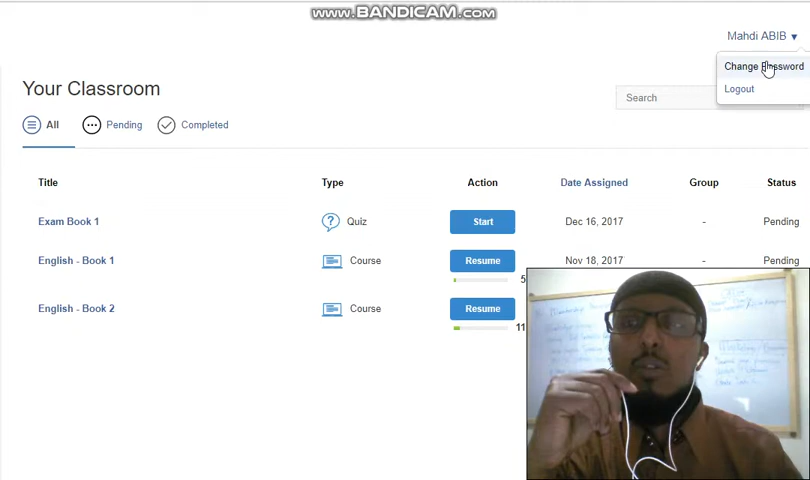 www.BANDICAM.com
Mahdi ABIB ▼
Change Password
Logout
Your Classroom
Search
All
Pending
Completed
Title Type Action Date Assigned Group Status
Exam Book 1 Quiz Start Dec 16, 2017 - Pending
English - Book 1 Course Resume Nov 18, 2017 - Pending
5
English - Book 2 Course Resume
11